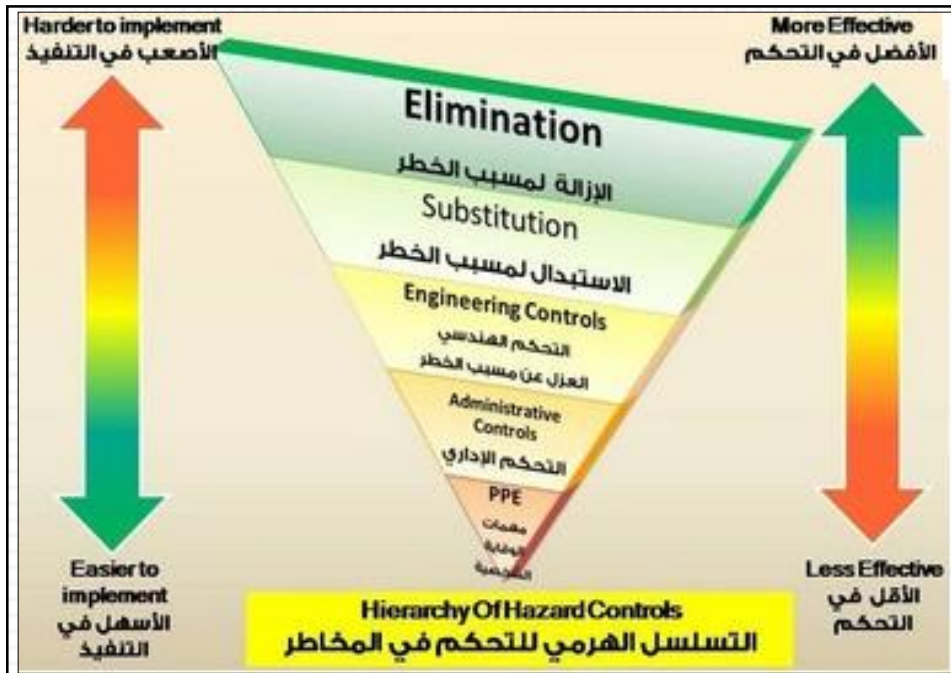 Harder to implement
الأصعب في التنفيذ
More Effective
الأفضل في التحكم
Elimination
الإزالة لمسبب الخطر
Substitution
الاستبدال لمسبب الخطر
Engineering Controls
التحكم الهندسي
العزل عن مسبب الخطر
Administrative
Controls
التحكم الإداري
PPE
مهمات
الوقاية
الشخصية
Easier to
implement
الأسهل في
التنفيذ
Less Effective
الأقل في
التحكم
Hierarchy Of Hazard Controls
التسلسل الهرمي للتحكم في المخاطر